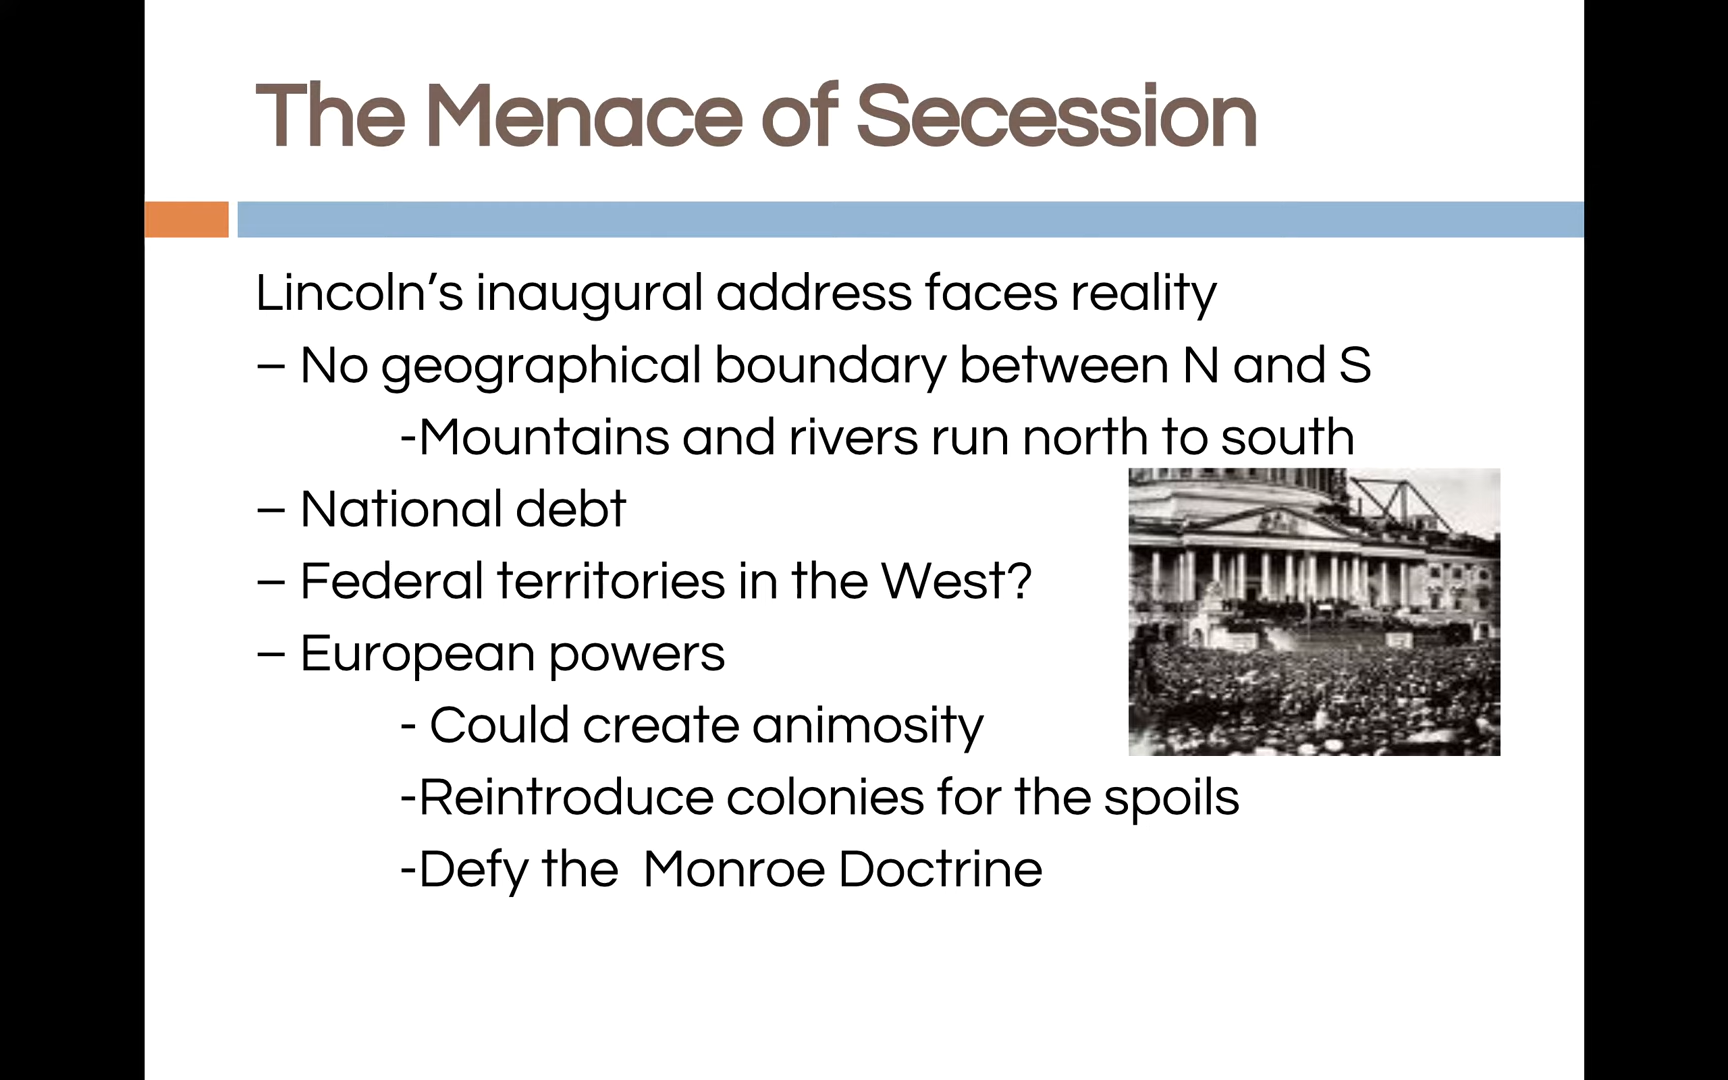 The Menace of Secession
Lincoln’s inaugural address faces reality
– No geographical boundary between N and S
-Mountains and rivers run north to south
– National debt
– Federal territories in the West?
– European powers
- Could create animosity
-Reintroduce colonies for the spoils
-Defy the  Monroe Doctrine